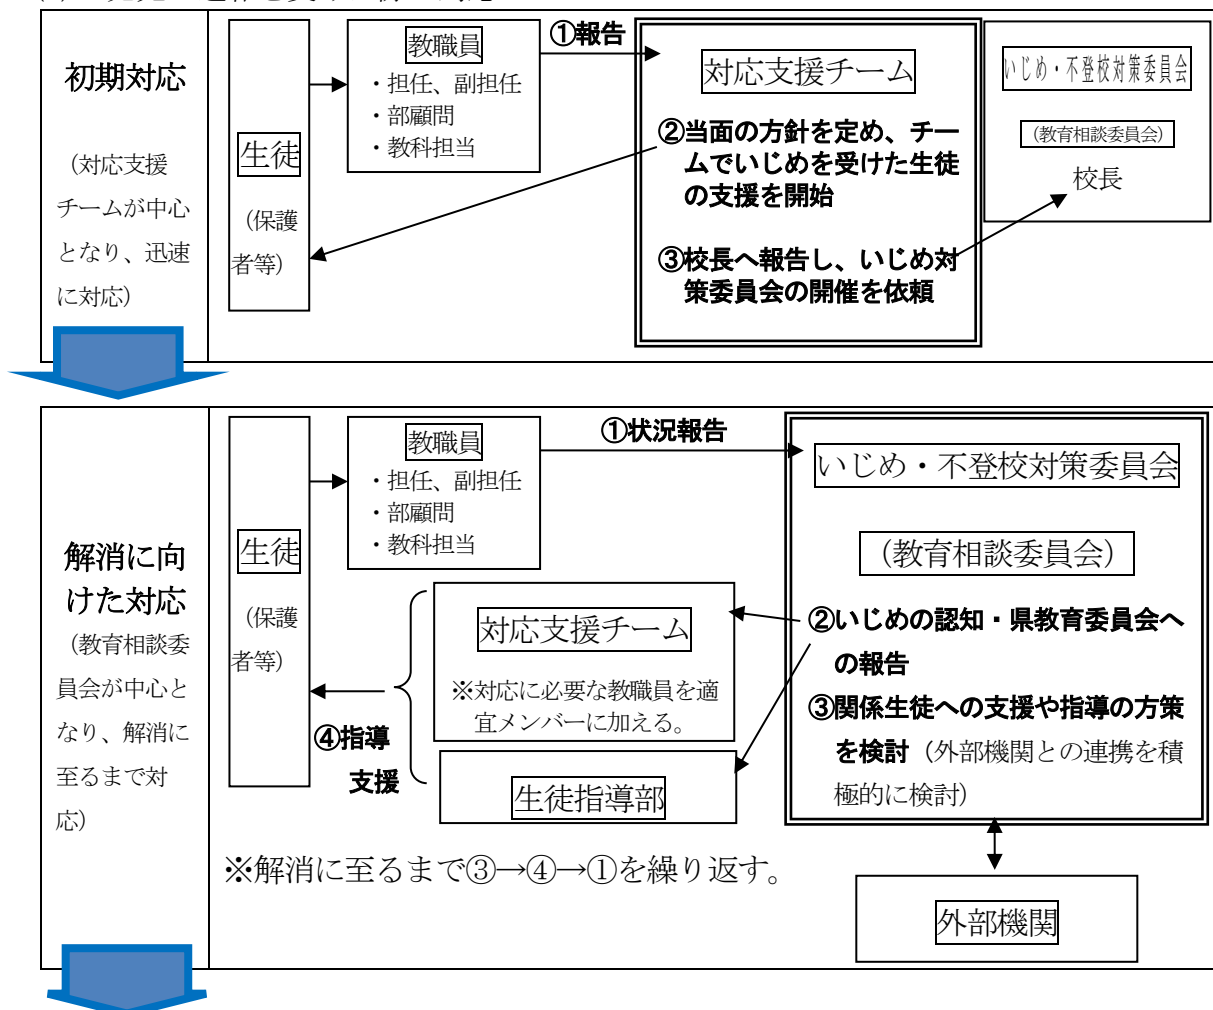 初期対応
（対応支援
チームが中心
となり、迅速
に対応）
生徒
（保護
者等）
教職員
・担任、副担任
・部顧問
・教科担当
①報告
対応支援チーム
②当面の方針を定め、チー
ムでいじめを受けた生徒
の支援を開始
③校長へ報告し、いじめ対
策委員会の開催を依頼
いじめ・不登校対策委員会
（教育相談委員会）
校長
解消に向
けた対応
（教育相談委
員会が中心と
なり、解消に
至るまで対
応）
生徒
（保護
者等）
教職員
・担任、副担任
・部顧問
・教科担当
①状況報告
いじめ・不登校対策委員会
（教育相談委員会）
②いじめの認知・県教育委員会へ
の報告
③関係生徒への支援や指導の方策
を検討（外部機関との連携を積
極的に検討）
対応支援チーム
※対応に必要な教職員を適
宜メンバーに加える。
④指導
支援
生徒指導部
※解消に至るまで③→④→①を繰り返す。
外部機関